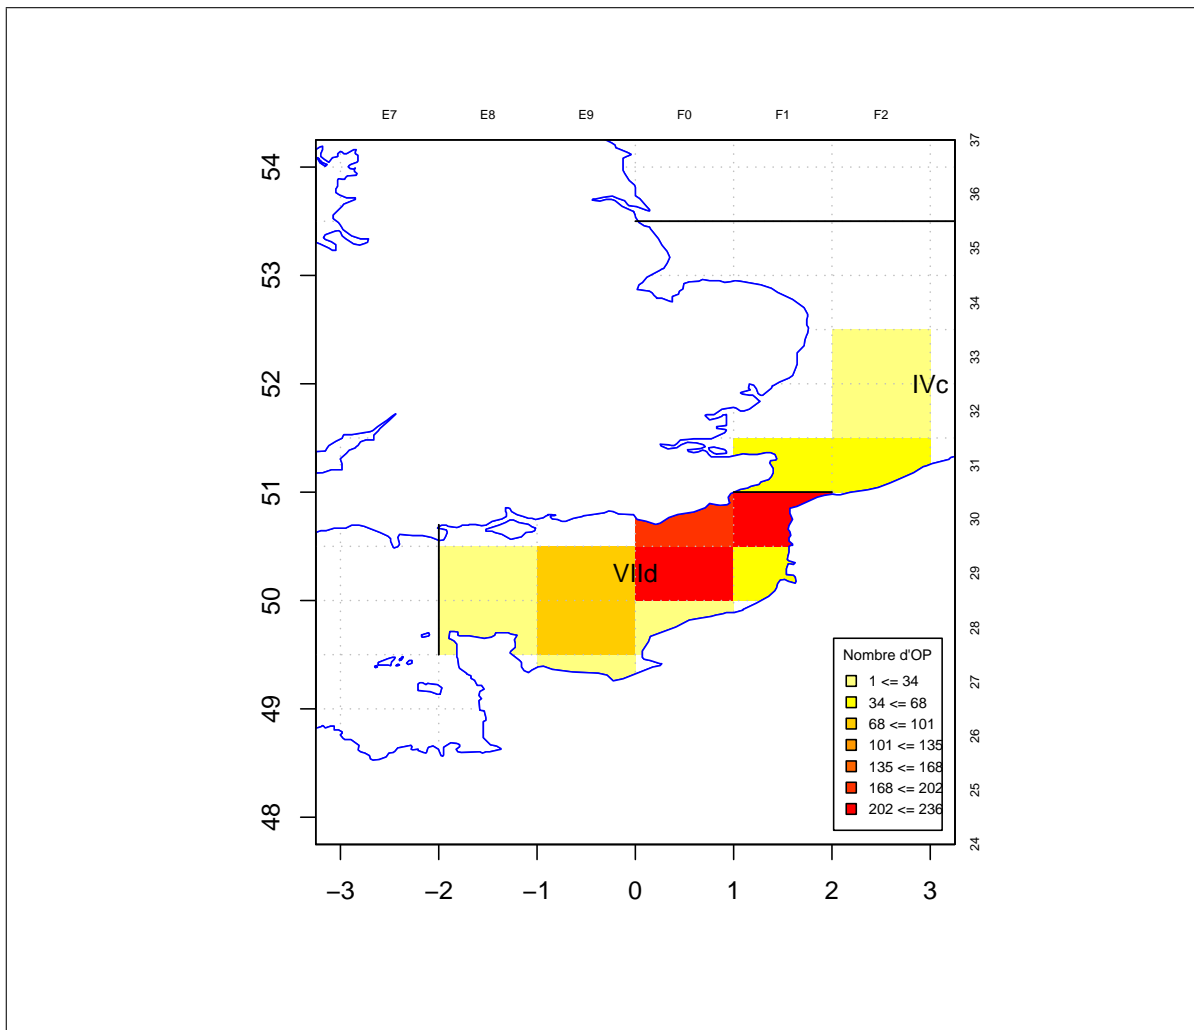 E7 E8 E9 F0 F1 F2
54
53
52
51
50
49
48
37
36
35
34
33
32
31
30
29
28
27
26
25
24
IVc
VIId
Nombre d'OP
1 <= 34
34 <= 68
68 <= 101
101 <= 135
135 <= 168
168 <= 202
202 <= 236
−3 −2 −1 0 1 2 3